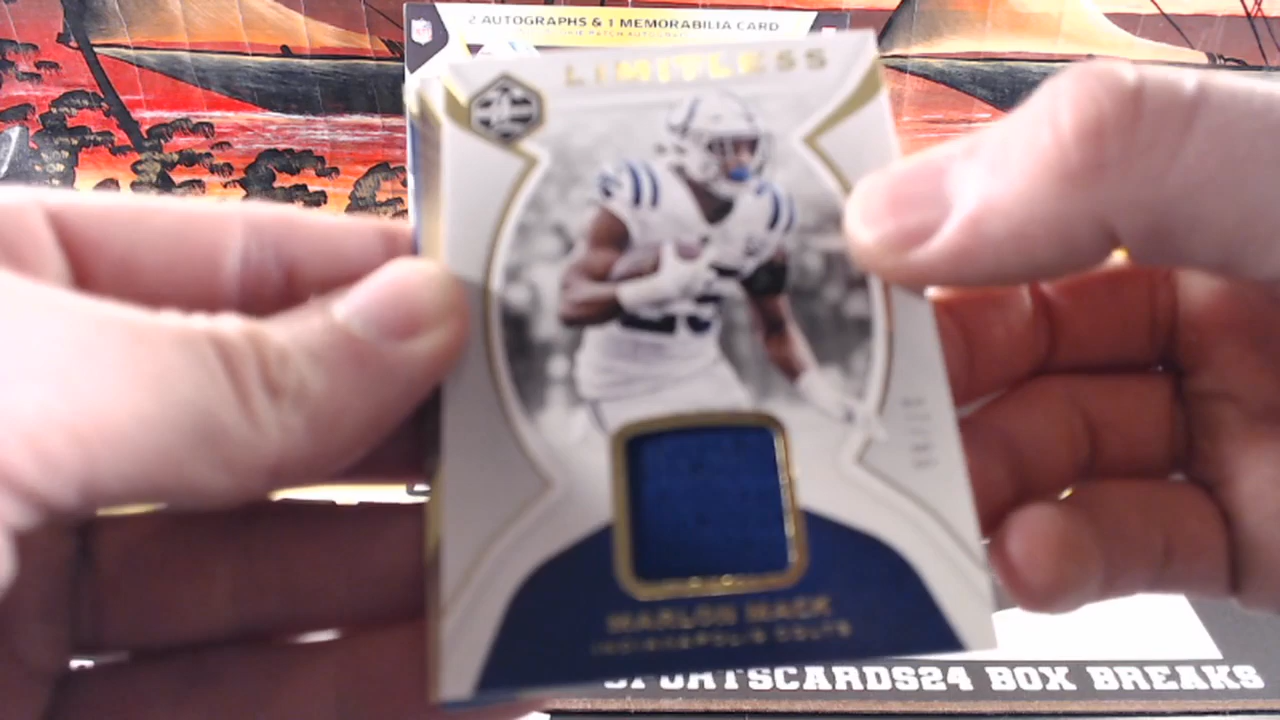 2 AUTOGRAPHS & 1 MEMORABILIA CARD
LIMITLESS
MARLON MACK
INDIANAPOLIS COLTS
SPORTSCARDS24 BOX BREAKS